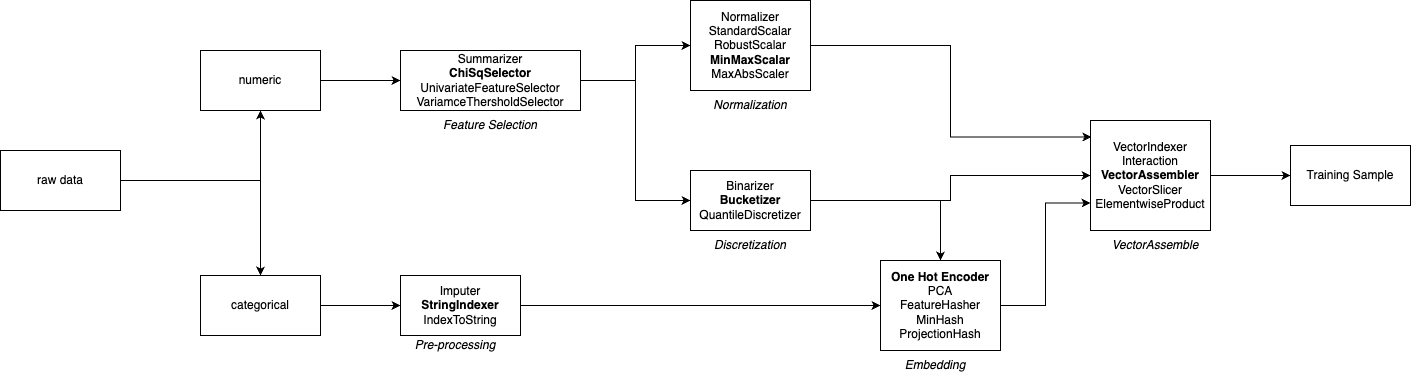 Normalizer
StandardScalar
RobustScalar
MinMaxScalar
MaxAbsScaler
Normalization
numeric
Summarizer
ChiSqSelector
UnivariateFeatureSelector
VariamceThersholdSelector
Feature Selection
raw data
Binarizer
Bucketizer
QuantileDiscretizer
Discretization
VectorIndexer
Interaction
VectorAssembler
VectorSlicer
ElementwiseProduct
VectorAssemble
Training Sample
categorical
Imputer
StringIndexer
IndexToString
Pre-processing
One Hot Encoder
PCA
FeatureHasher
MinHash
ProjectionHash
Embedding